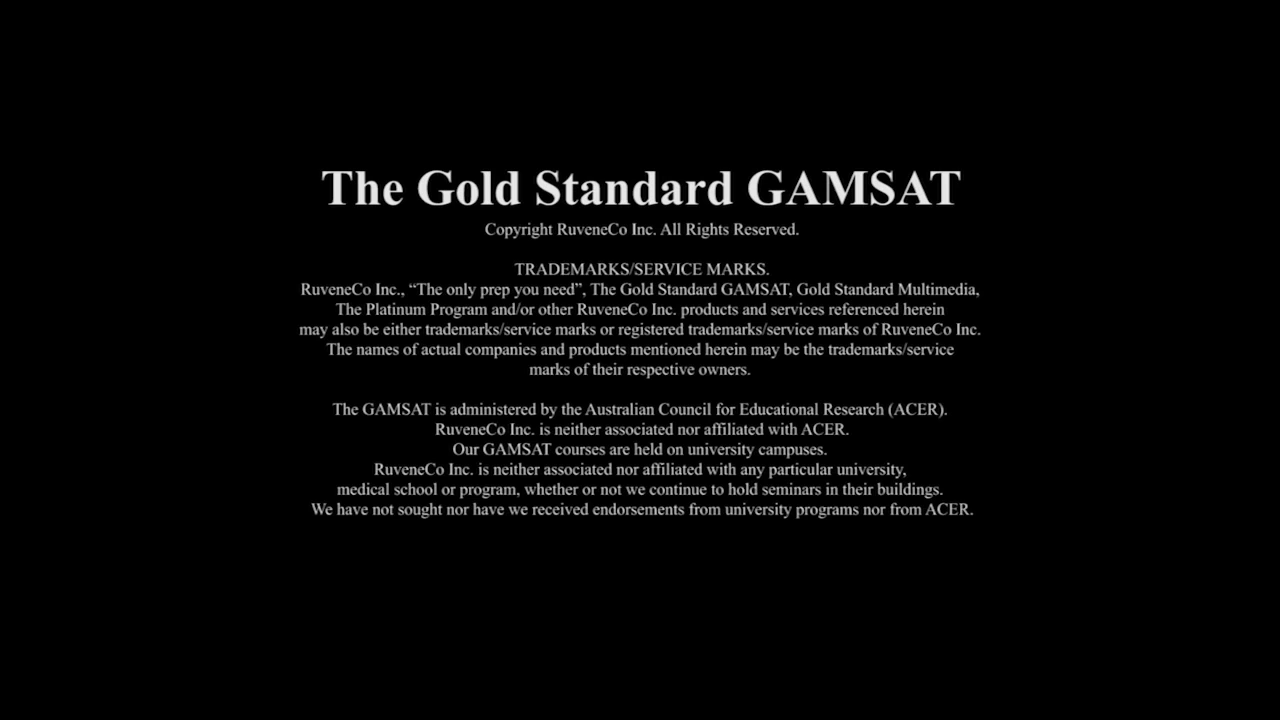 The Gold Standard GAMSAT
Copyright RuveneCo Inc. All Rights Reserved.
TRADEMARKS/SERVICE MARKS.
RuveneCo Inc., “The only prep you need”, The Gold Standard GAMSAT, Gold Standard Multimedia,
The Platinum Program and/or other RuveneCo Inc. products and services referenced herein
may also be either trademarks/service marks or registered trademarks/service marks of RuveneCo Inc.
The names of actual companies and products mentioned herein may be the trademarks/service
marks of their respective owners.
The GAMSAT is administered by the Australian Council for Educational Research (ACER).
RuveneCo Inc. is neither associated nor affiliated with ACER.
Our GAMSAT courses are held on university campuses.
RuveneCo Inc. is neither associated nor affiliated with any particular university,
medical school or program, whether or not we continue to hold seminars in their buildings.
We have not sought nor have we received endorsements from university programs nor from ACER.